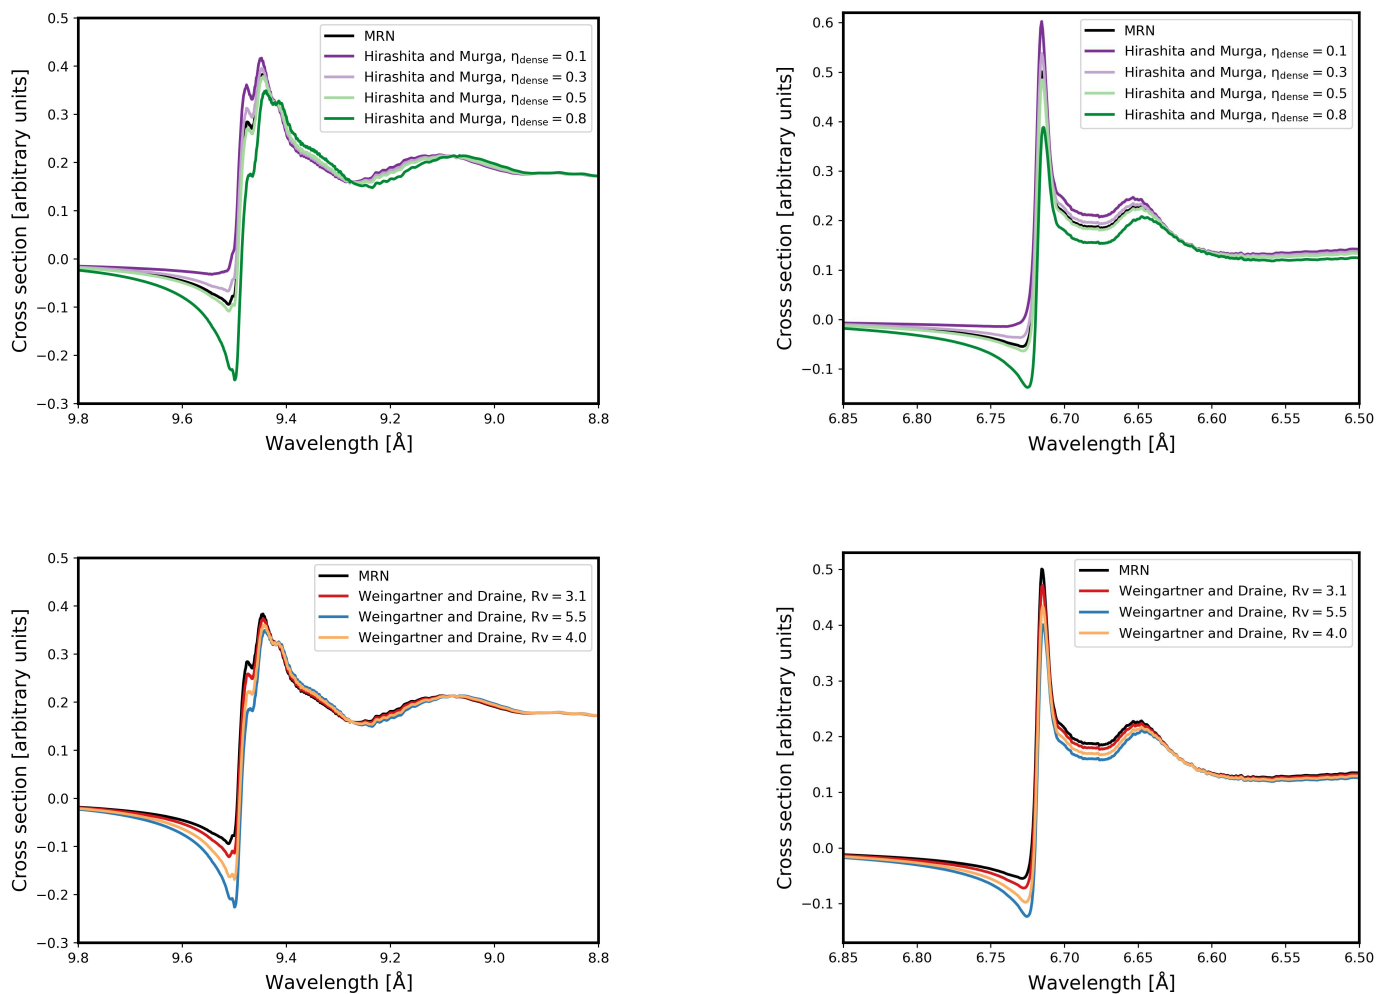 Cross section [arbitrary units]
0.5
0.4
0.3
0.2
0.1
0.0
−0.1
−0.2
−0.3
MRN
Hirashita and Murga, ηdense = 0.1
Hirashita and Murga, ηdense = 0.3
Hirashita and Murga, ηdense = 0.5
Hirashita and Murga, ηdense = 0.8
9.8 9.6 9.4 9.2 9.0 8.8
Wavelength [Å]
Cross section [arbitrary units]
0.6
0.5
0.4
0.3
0.2
0.1
0.0
−0.1
MRN
Hirashita and Murga, ηdense = 0.1
Hirashita and Murga, ηdense = 0.3
Hirashita and Murga, ηdense = 0.5
Hirashita and Murga, ηdense = 0.8
6.85 6.80 6.75 6.70 6.65 6.60 6.55 6.50
Wavelength [Å]
Cross section [arbitrary units]
0.5
0.4
0.3
0.2
0.1
0.0
−0.1
−0.2
−0.3
MRN
Weingartner and Draine, Rv = 3.1
Weingartner and Draine, Rv = 5.5
Weingartner and Draine, Rv = 4.0
9.8 9.6 9.4 9.2 9.0 8.8
Wavelength [Å]
Cross section [arbitrary units]
0.5
0.4
0.3
0.2
0.1
0.0
−0.1
MRN
Weingartner and Draine, Rv = 3.1
Weingartner and Draine, Rv = 5.5
Weingartner and Draine, Rv = 4.0
6.85 6.80 6.75 6.70 6.65 6.60 6.55 6.50
Wavelength [Å]